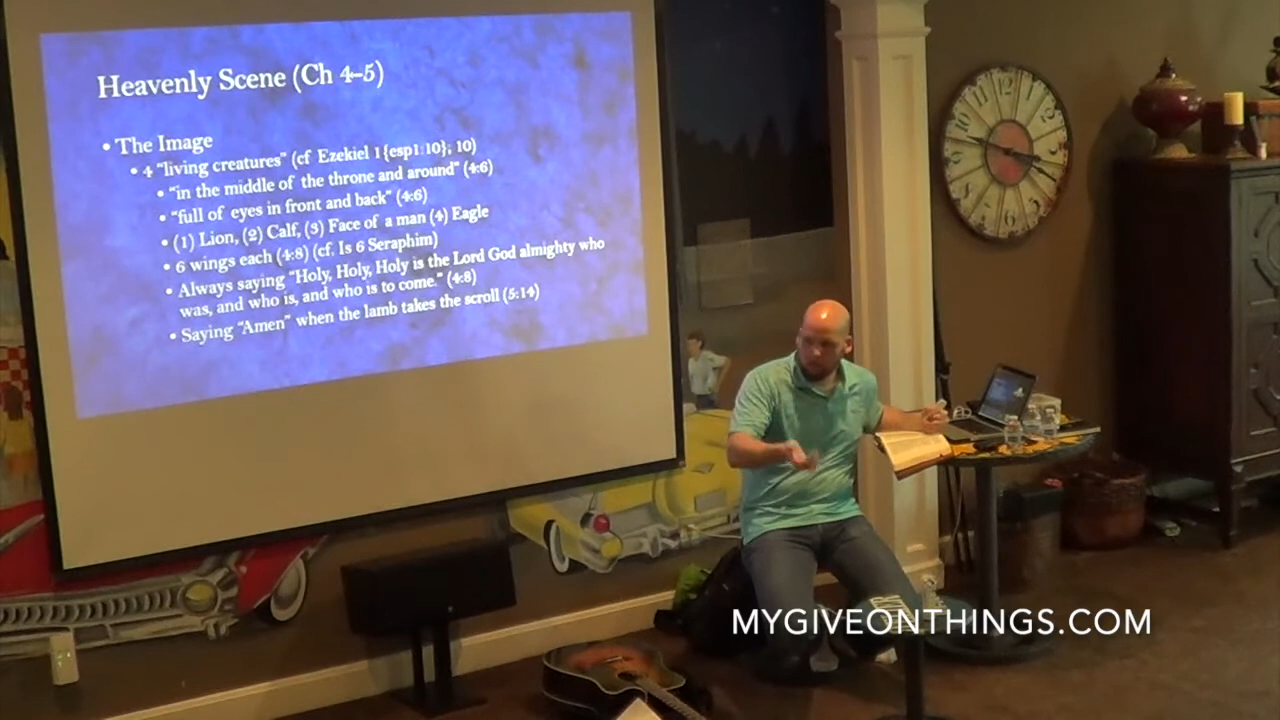 Heavenly Scene (Ch 4-5)
• The Image
• 4 "living creatures" (cf Ezekiel 1{esp1:10}; 10)
• "in the middle of the throne and around" (4:6)
• "full of eyes in front and back" (4:6)
• (1) Lion, (2) Calf, (3) Face of a man (4) Eagle
• 6 wings each (4:8) (cf. Is 6 Seraphim)
• Always saying "Holy, Holy, Holy is the Lord God almighty who
was, and who is, and who is to come." (4:8)
• Saying "Amen" when the lamb takes the scroll (5:14)
12
10
6
MYGIVEONTHINGS.COM